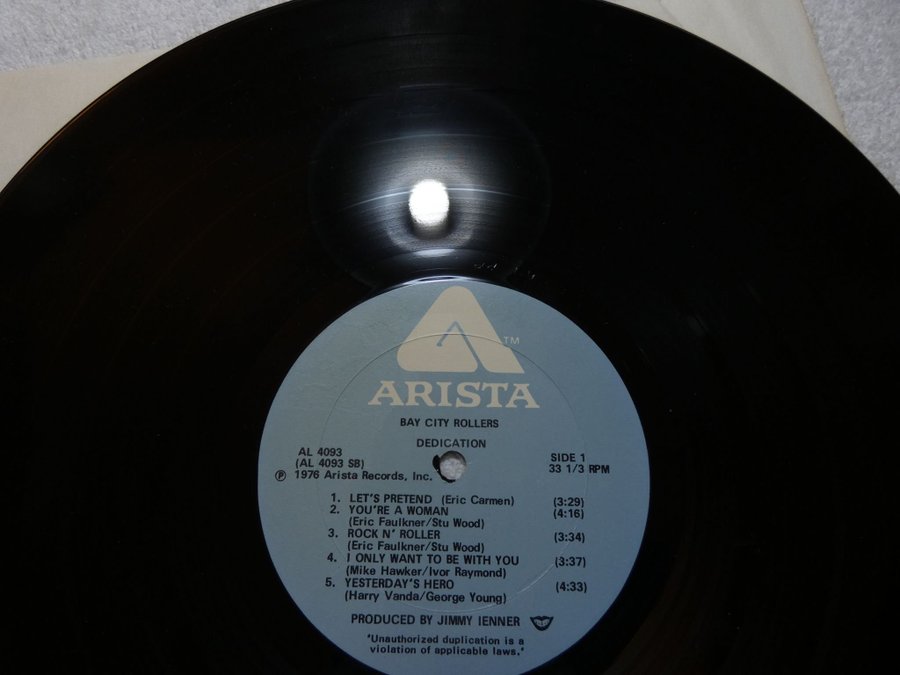 TM
ARISTA
BAY CITY ROLLERS
DEDICATION
AL 4093
(AL 4093 SB)
Ⓟ 1976 Arista Records, Inc.
SIDE 1
33 1/3 RPM
1. LET'S PRETEND (Eric Carmen) (3:29)
2. YOU'RE A WOMAN (4:16)
(Eric Faulkner/Stu Wood)
3. ROCK N' ROLLER (3:34)
(Eric Faulkner/Stu Wood)
4. I ONLY WANT TO BE WITH YOU (3:37)
(Mike Hawker/Ivor Raymond)
5. YESTERDAY'S HERO (4:33)
(Harry Vanda/George Young)
PRODUCED BY JIMMY IENNER
"Unauthorized duplication is a
violation of applicable laws."